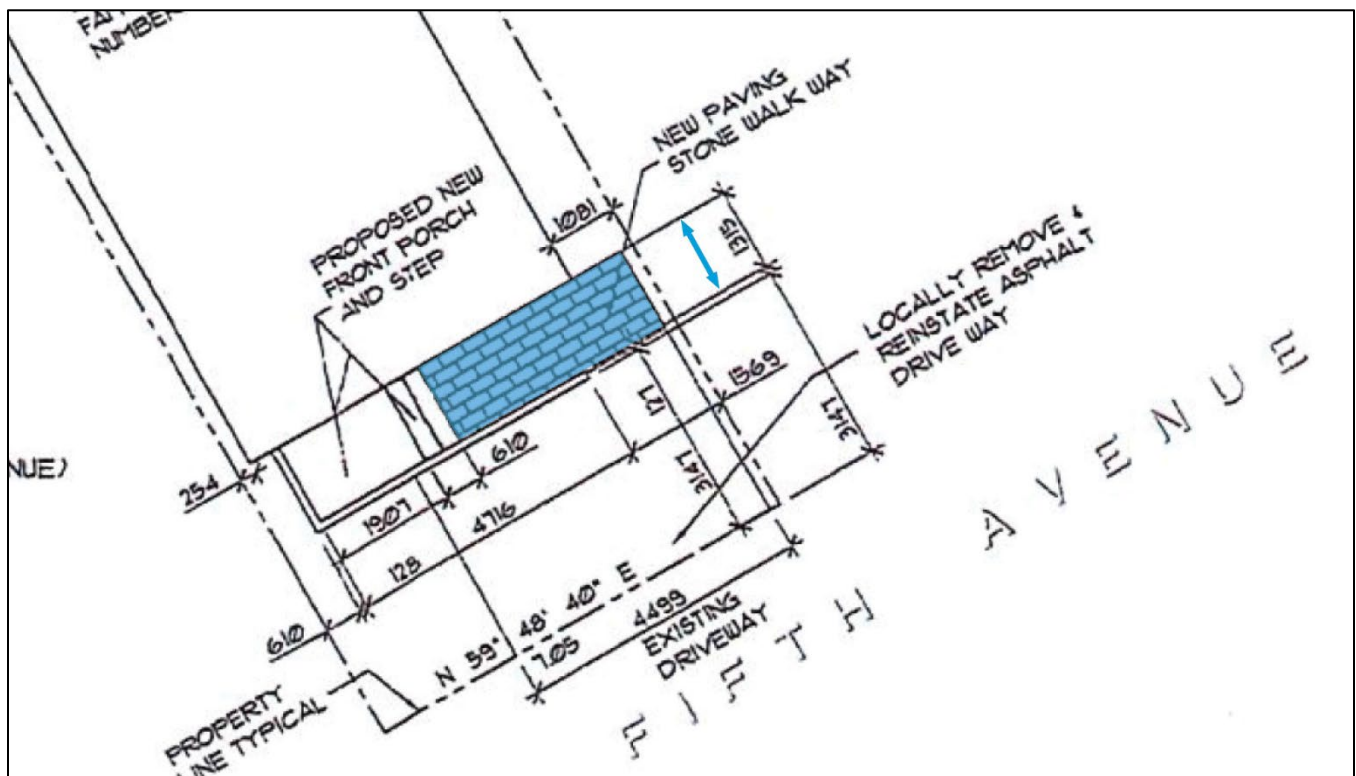 NUMBER
NEW PAVING
STONE WALK WAY
PROPOSED NEW
FRONT PORCH
AND STEP
1081
1315
LOCALLY REMOVE &
REINSTATE ASPHALT
DRIVE WAY
1569
121
3147
3147
610
NUE)
254
1907
4716
128
610
N 59° 48' 40" E
7.05
4499
EXISTING
DRIVEWAY
PROPERTY
LINE TYPICAL
FIFTH AVENUE